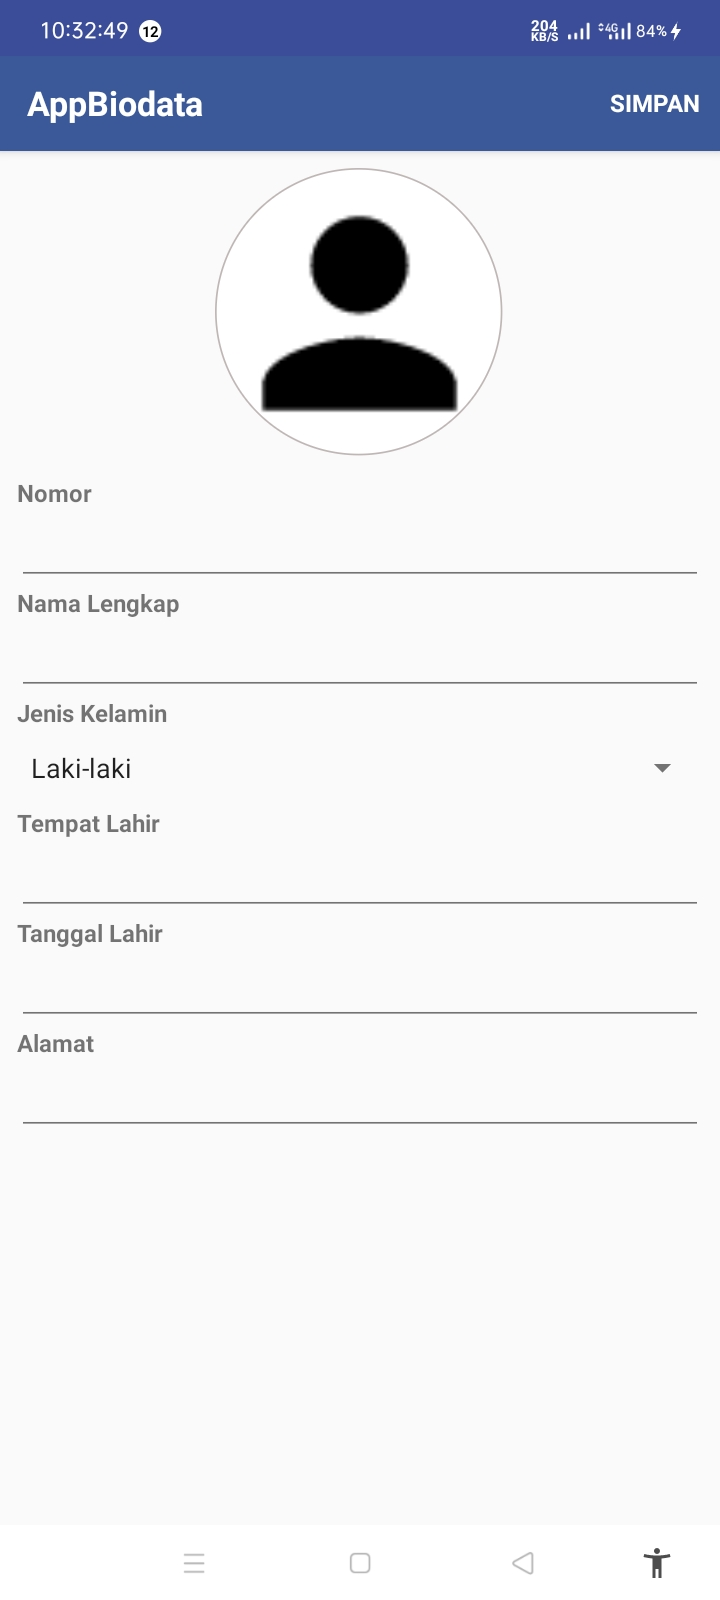 10:32:49 12 204 KB/S 4G 84%
AppBiodata SIMPAN
Nomor
Nama Lengkap
Jenis Kelamin
Laki-laki
Tempat Lahir
Tanggal Lahir
Alamat